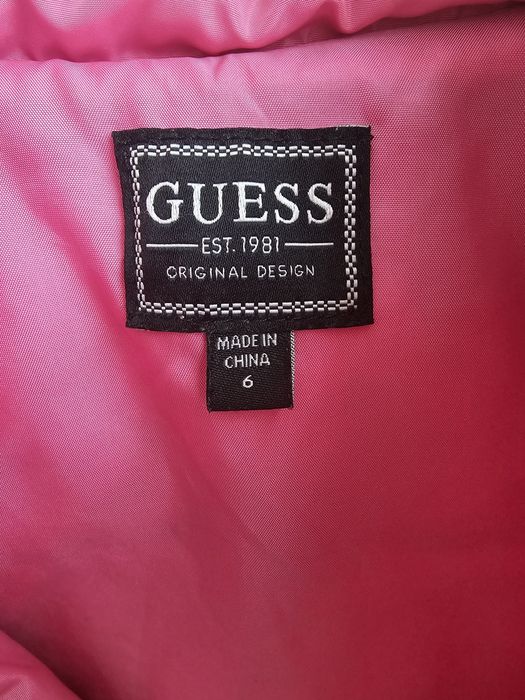 GUESS
EST. 1981
ORIGINAL DESIGN
MADE IN
CHINA
6